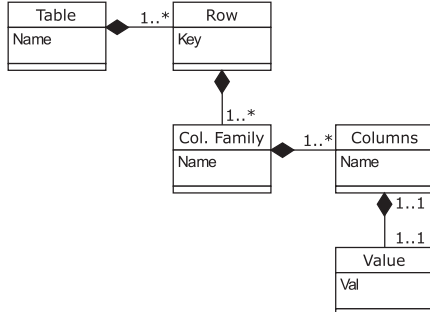 Table
1..*
Row
Name
Key
1..*
Col. Family
1..*
Columns
Name
Name
1..1
1..1
Value
Val